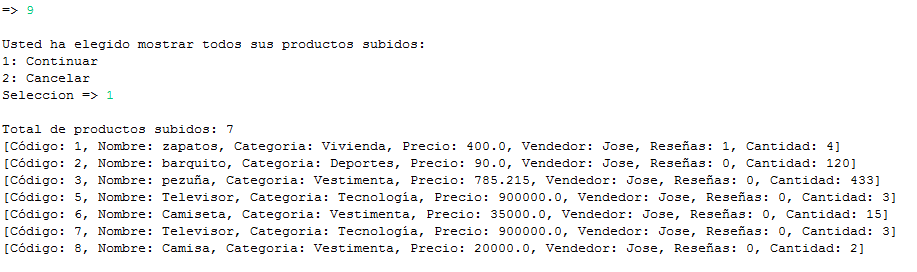 => 9
Usted ha elegido mostrar todos sus productos subidos:
1: Continuar
2: Cancelar
Seleccion => 1
Total de productos subidos: 7
[Código: 1, Nombre: zapatos, Categoria: Vivienda, Precio: 400.0, Vendedor: Jose, Reseñas: 1, Cantidad: 4]
[Código: 2, Nombre: barquito, Categoria: Deportes, Precio: 90.0, Vendedor: Jose, Reseñas: 0, Cantidad: 120]
[Código: 3, Nombre: pezuña, Categoria: Vestimenta, Precio: 785.215, Vendedor: Jose, Reseñas: 0, Cantidad: 433]
[Código: 5, Nombre: Televisor, Categoria: Tecnología, Precio: 900000.0, Vendedor: Jose, Reseñas: 0, Cantidad: 3]
[Código: 6, Nombre: Camiseta, Categoria: Vestimenta, Precio: 35000.0, Vendedor: Jose, Reseñas: 0, Cantidad: 15]
[Código: 7, Nombre: Televisor, Categoria: Tecnología, Precio: 900000.0, Vendedor: Jose, Reseñas: 0, Cantidad: 3]
[Código: 8, Nombre: Camisa, Categoria: Vestimenta, Precio: 20000.0, Vendedor: Jose, Reseñas: 0, Cantidad: 2]